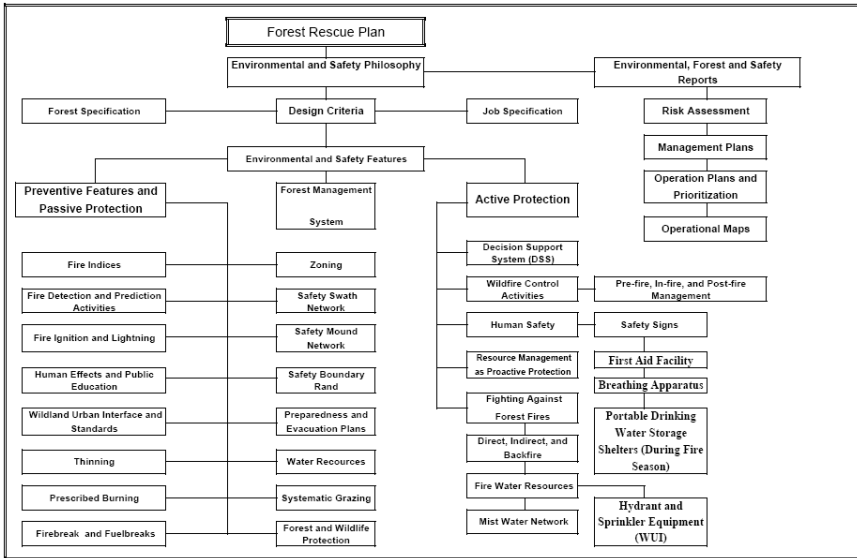 Forest Rescue Plan
Environmental and Safety Philosophy
Environmental, Forest and Safety
Reports
Forest Specification
Design Criteria
Job Specification
Risk Assessment
Environmental and Safety Features
Management Plans
Preventive Features and
Passive Protection
Forest Management
System
Active Protection
Operation Plans and
Prioritization
Operational Maps
Decision Support
System (DSS)
Fire Indices
Zoning
Wildfire Control
Activities
Pre-fire, In-fire, and Post-fire
Management
Fire Detection and Prediction
Activities
Safety Swath
Network
Human Safety
Safety Signs
Fire Ignition and Lightning
Safety Mound
Network
Resource Management
as Proactive Protection
First Aid Facility
Human Effects and Public
Education
Safety Boundary
Rand
Breathing Apparatus
Fighting Against
Forest Fires
Portable Drinking
Water Storage
Shelters (During Fire
Season)
Wildland Urban Interface and
Standards
Preparedness and
Evacuation Plans
Direct, Indirect, and
Backfire
Thinning
Water Recources
Fire Water Resources
Prescribed Burning
Systematic Grazing
Hydrant and
Sprinkler Equipment
(WUI)
Mist Water Network
Firebreak and Fuelbreaks
Forest and Wildlife
Protection